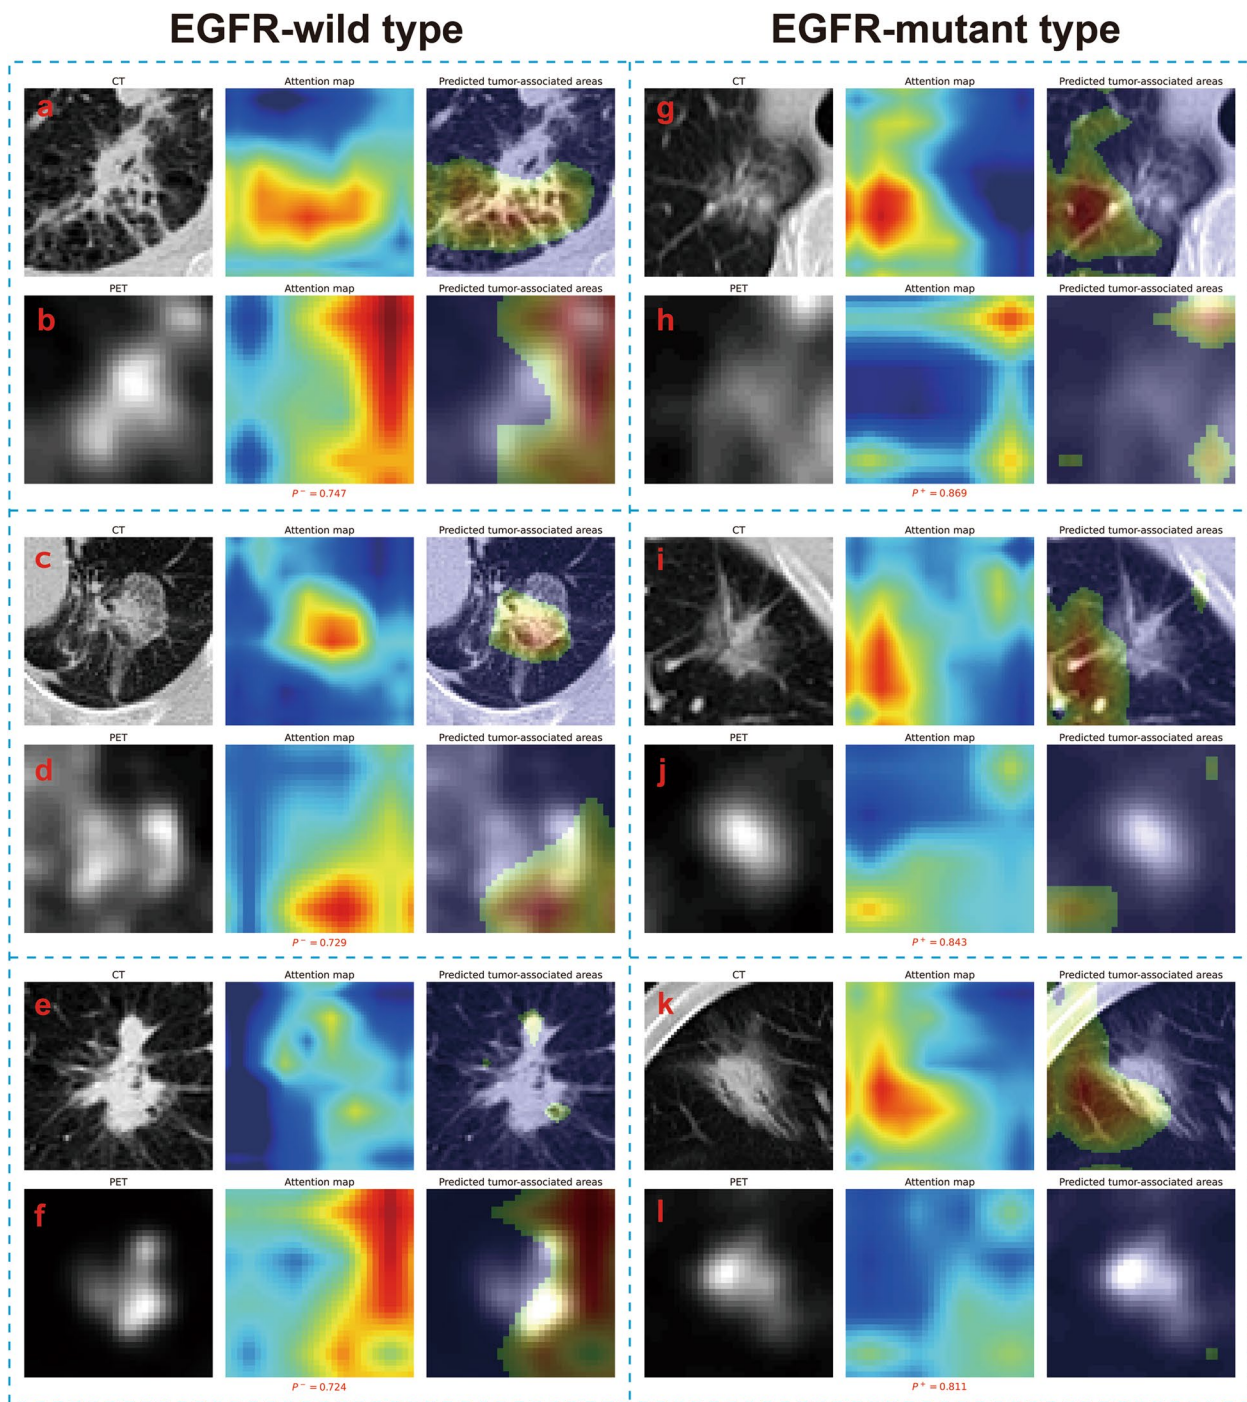 EGFR-wild type EGFR-mutant type
CT Attention map Predicted tumor-associated areas CT Attention map Predicted tumor-associated areas
a g
PET Attention map Predicted tumor-associated areas PET Attention map Predicted tumor-associated areas
b h
P⁻ = 0.747 P⁺ = 0.869
CT Attention map Predicted tumor-associated areas CT Attention map Predicted tumor-associated areas
c i
PET Attention map Predicted tumor-associated areas PET Attention map Predicted tumor-associated areas
d j
P⁻ = 0.729 P⁺ = 0.843
CT Attention map Predicted tumor-associated areas CT Attention map Predicted tumor-associated areas
e k
PET Attention map Predicted tumor-associated areas PET Attention map Predicted tumor-associated areas
f l
P⁻ = 0.724 P⁺ = 0.811